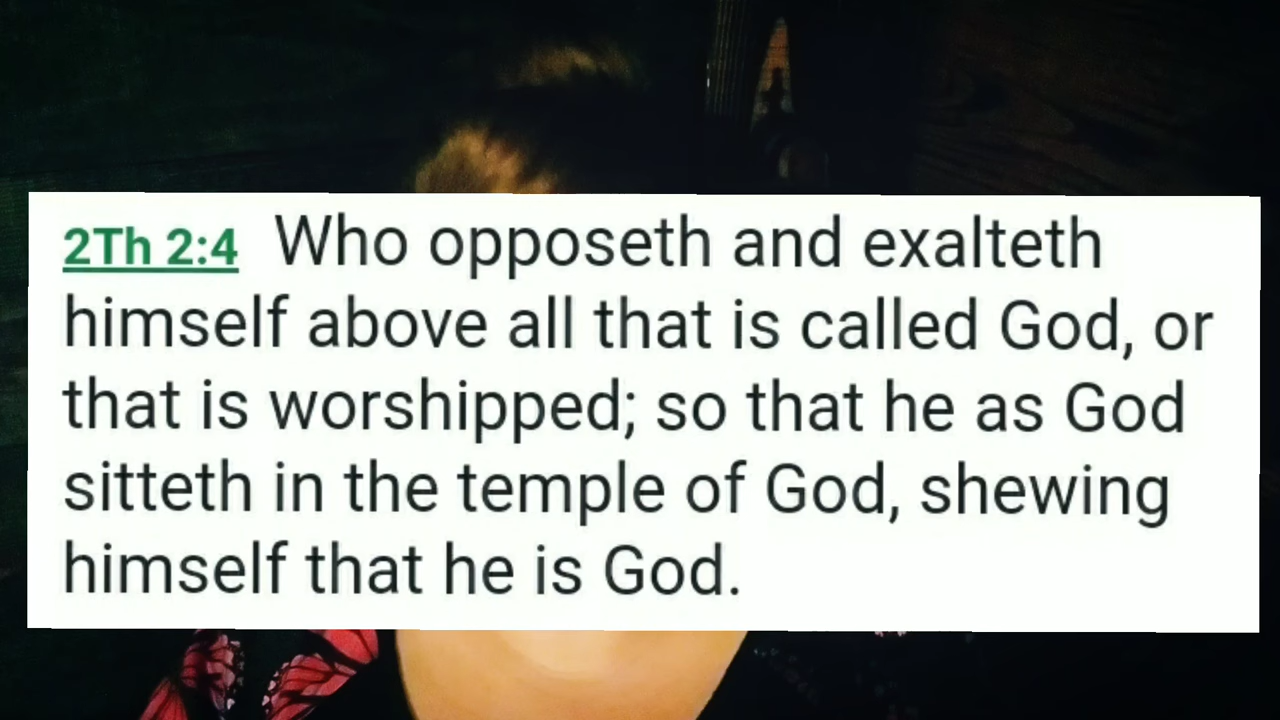 2Th 2:4 Who opposeth and exalteth
himself above all that is called God, or
that is worshipped; so that he as God
sitteth in the temple of God, shewing
himself that he is God.